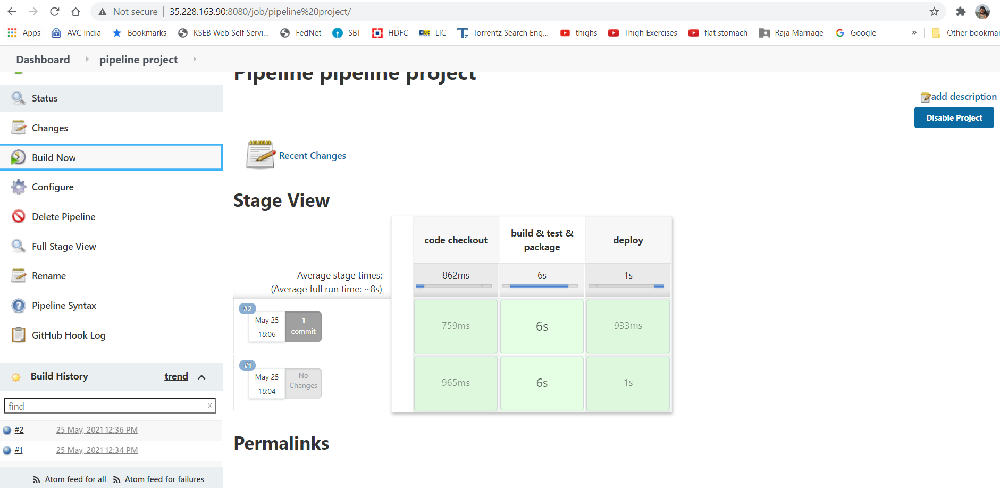 Not secure | 35.228.163.90:8080/job/pipeline%20project/
Apps AVC India Bookmarks KSEB Web Self Servi... FedNet SBT HDFC LIC Torrentz Search Eng... thighs Thigh Exercises flat stomach Raja Marriage Google » Other bookmar
Dashboard pipeline project
Pipeline pipeline project
Status
add description
Disable Project
Changes
Build Now
Configure
Delete Pipeline
Full Stage View
Rename
Pipeline Syntax
GitHub Hook Log
Recent Changes
Stage View
code checkout
build & test &
package
deploy
Average stage times:
(Average full run time: ~8s)
862ms
6s
1s
#2
May 25
18:06
1
commit
759ms
6s
933ms
#1
May 25
18:04
No
Changes
965ms
6s
1s
Build History trend
find x
#2 25 May, 2021 12:36 PM
#1 25 May, 2021 12:34 PM
Atom feed for all Atom feed for failures
Permalinks